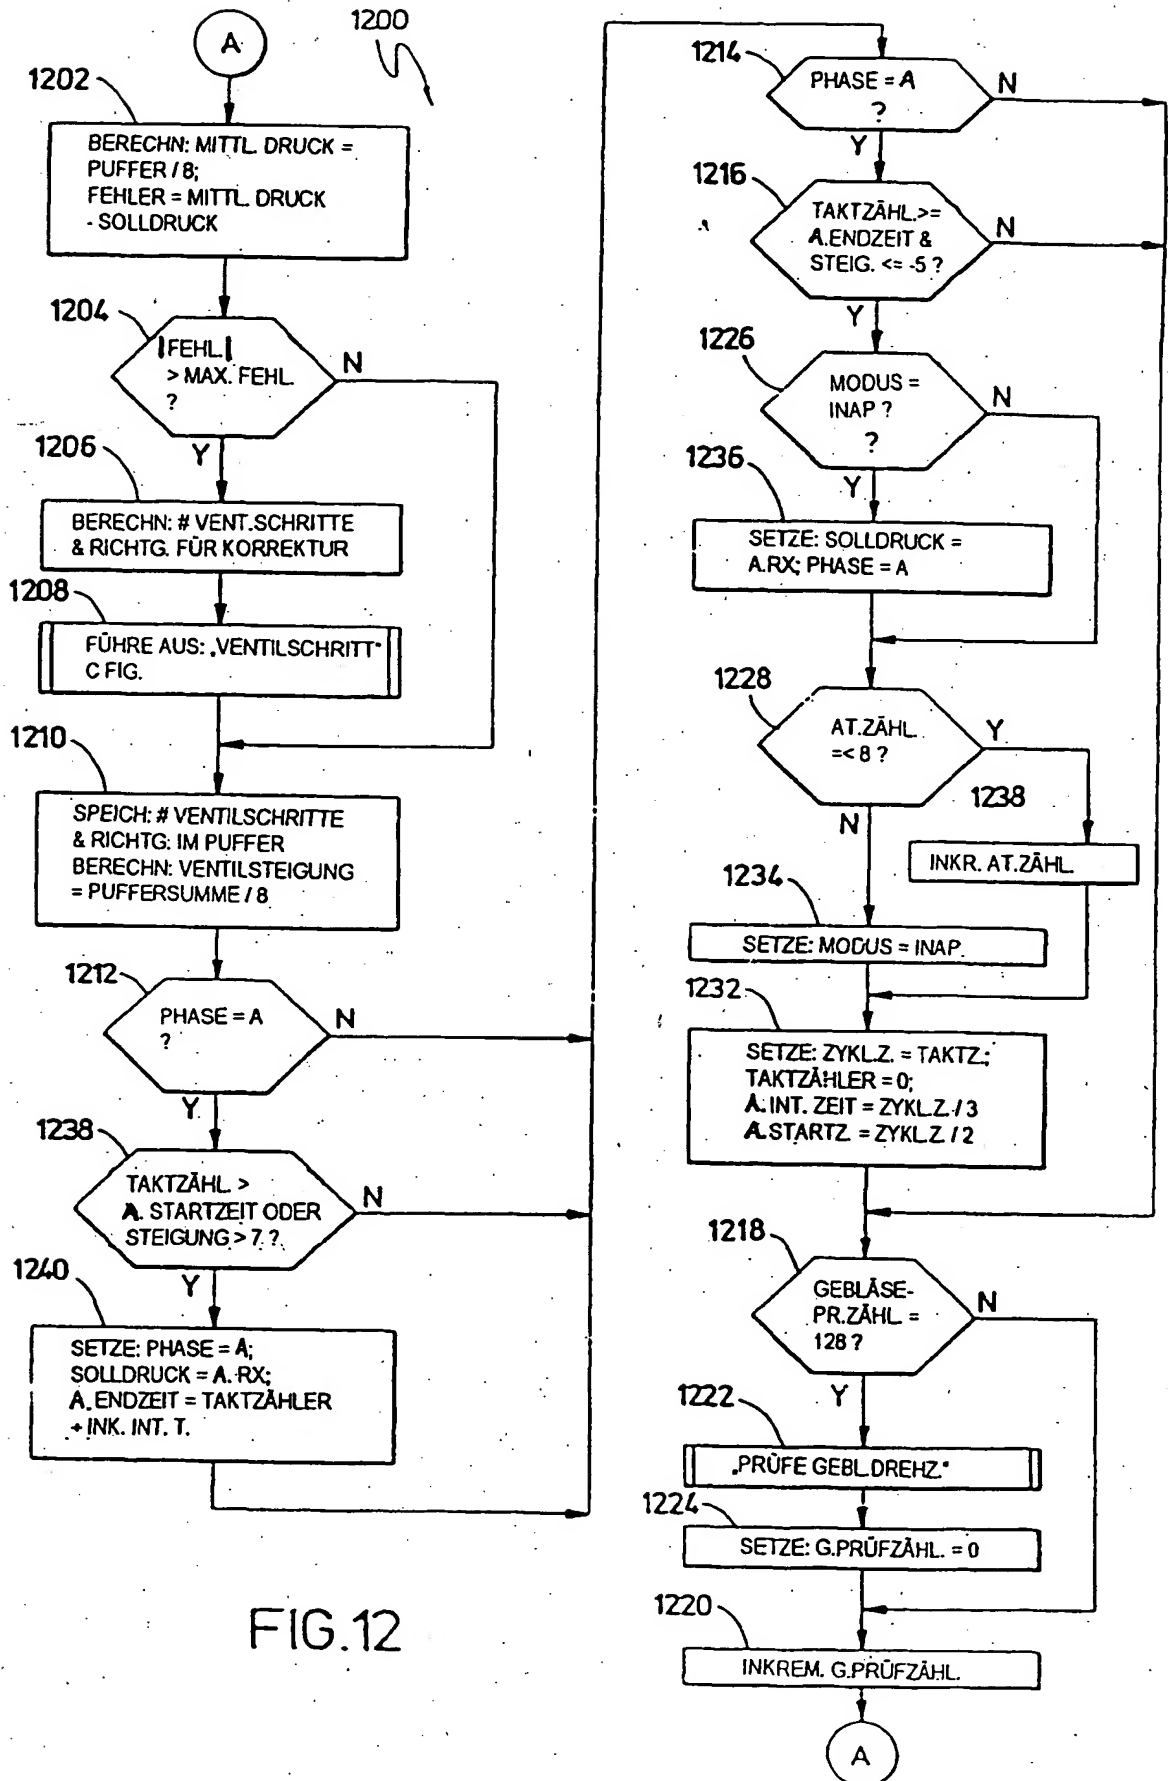 A
1200
1202
BERECHN: MITTL. DRUCK =
PUFFER / 8;
FEHLER = MITTL. DRUCK
- SOLLDRUCK
1204
|FEHL.|
> MAX. FEHL.
?
N
Y
1206
BERECHN: # VENT.SCHRITTE
& RICHTG. FÜR KORREKTUR
1208
FÜHRE AUS: „VENTILSCHRITT"
C FIG.
1210
SPEICH: # VENTILSCHRITTE
& RICHTG: IM PUFFER
BERECHN: VENTILSTEIGUNG
= PUFFERSUMME / 8
1212
PHASE = A
?
N
Y
1238
TAKTZÄHL. >
A. STARTZEIT ODER
STEIGUNG > 7 ?
N
Y
1240
SETZE: PHASE = A;
SOLLDRUCK = A. RX;
A. ENDZEIT = TAKTZÄHLER
+ INK. INT. T.
FIG.12
1214
PHASE = A
?
N
Y
1216
TAKTZÄHL.>=
A.ENDZEIT &
STEIG. <= -5 ?
N
Y
1226
MODUS =
INAP ?
?
N
Y
1236
SETZE: SOLLDRUCK =
A.RX; PHASE = A
1228
AT.ZÄHL.
=< 8 ?
Y
N
1238
INKR. AT.ZÄHL.
1234
SETZE: MODUS = INAP.
1232
SETZE: ZYKL.Z. = TAKTZ.;
TAKTZÄHLER = 0;
A. INT. ZEIT = ZYKL.Z. / 3
A.STARTZ. = ZYKL.Z. / 2
1218
GEBLÄSE-
PR.ZÄHL. =
128 ?
N
Y
1222
„PRÜFE GEBL.DREHZ."
1224
SETZE: G.PRÜFZÄHL. = 0
1220
INKREM. G.PRÜFZÄHL.
A